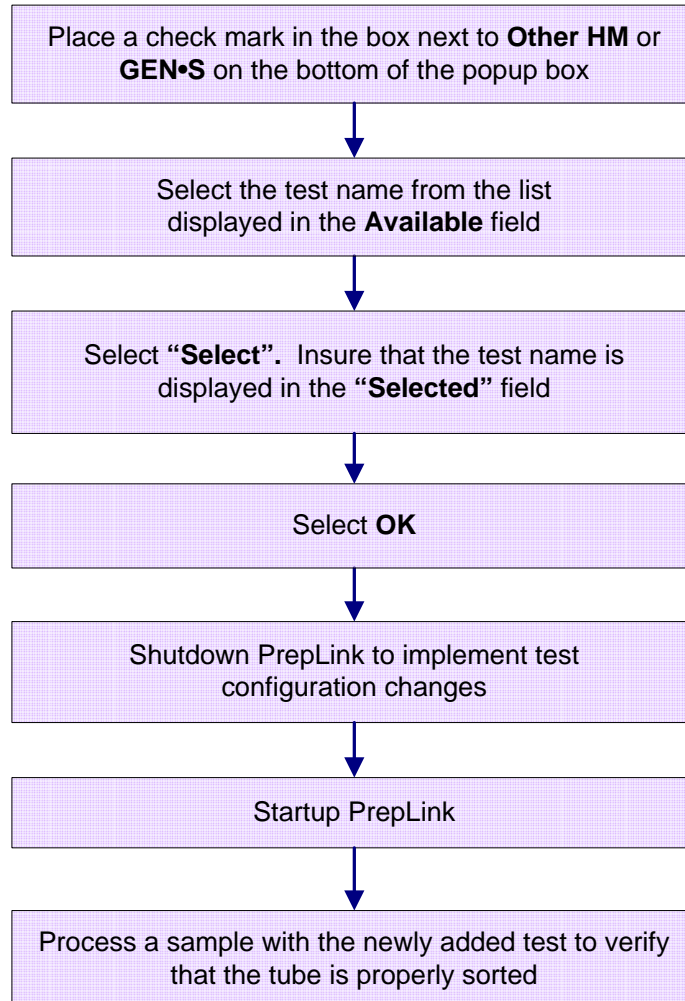 Place a check mark in the box next to Other HM or
GEN•S on the bottom of the popup box
Select the test name from the list
displayed in the Available field
Select “Select”.  Insure that the test name is
displayed in the “Selected” field
Select OK
Shutdown PrepLink to implement test
configuration changes
Startup PrepLink
Process a sample with the newly added test to verify
that the tube is properly sorted